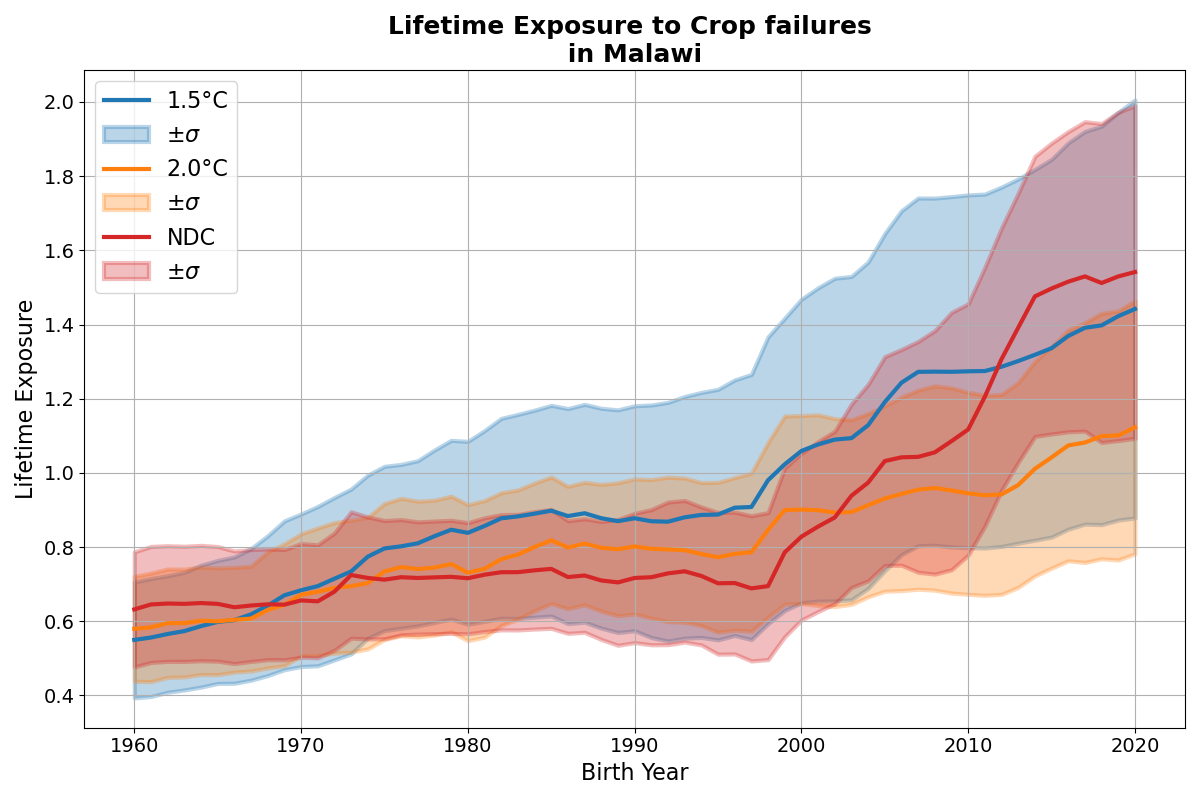 Lifetime Exposure to Crop failures
in Malawi
1.5°C
±σ
2.0°C
±σ
NDC
±σ
Lifetime Exposure
2.0
1.8
1.6
1.4
1.2
1.0
0.8
0.6
0.4
1960 1970 1980 1990 2000 2010 2020
Birth Year